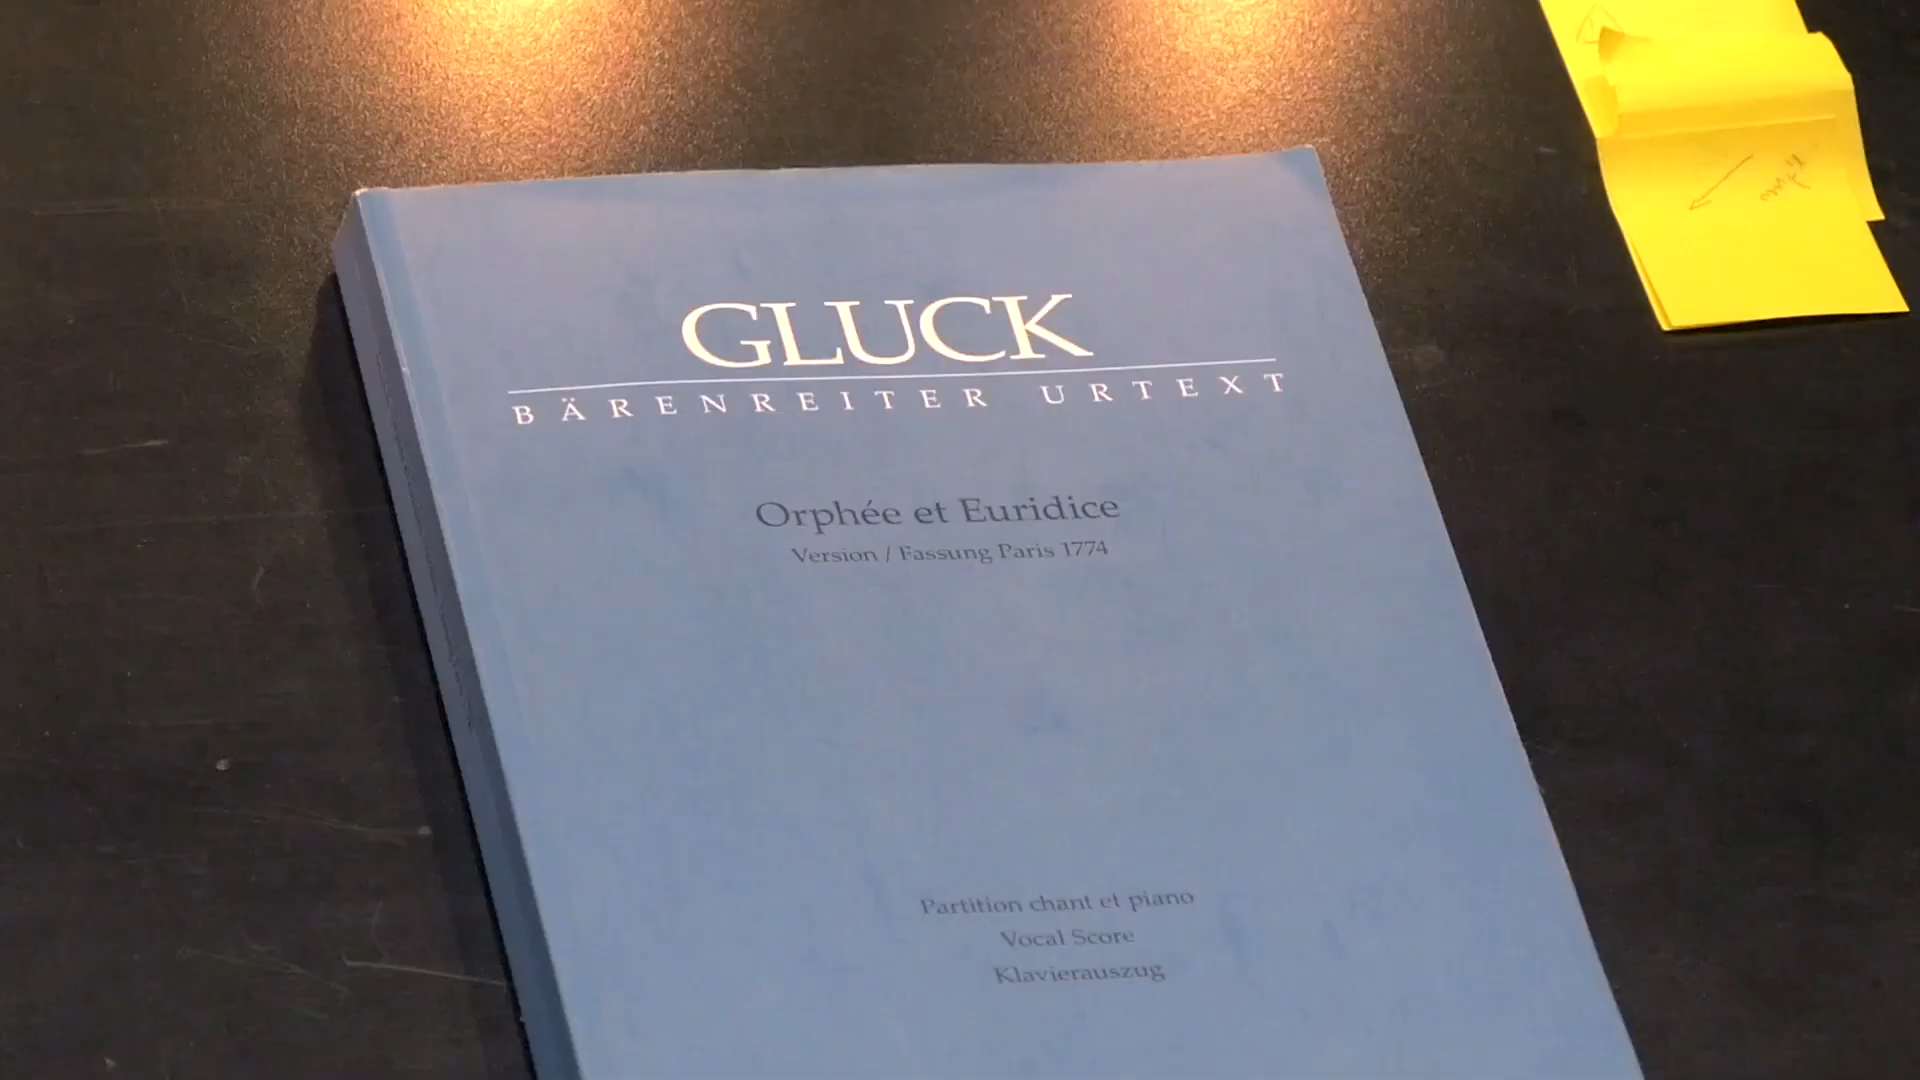 GLUCK
BÄRENREITER URTEXT
Orphée et Euridice
Version / Fassung Paris 1774
Partition chant et piano
Vocal Score
Klavierauszug